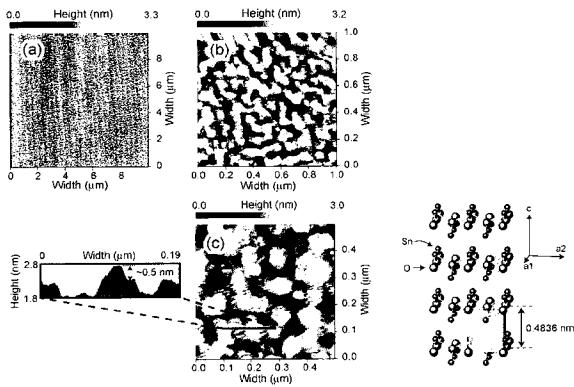 Height (nm)
0.0 3.3
(a)
8
6
4
2
0
Width (μm)
0 2 4 6 8
Width (μm)
Height (nm)
0.0 3.2
(b)
1.0
0.8
0.6
0.4
0.2
0.0
Width (μm)
0.0 0.2 0.4 0.6 0.8 1.0
Width (μm)
Height (nm)
0.0 3.0
(c)
0.4
0.3
0.2
0.1
0.0
Width (μm)
0.0 0.1 0.2 0.3 0.4
Width (μm)
0 Width (μm) 0.19
2.8
~0.5 nm
1.8
Height (nm)
c
Sn
a2
a1
O
0.4836 nm